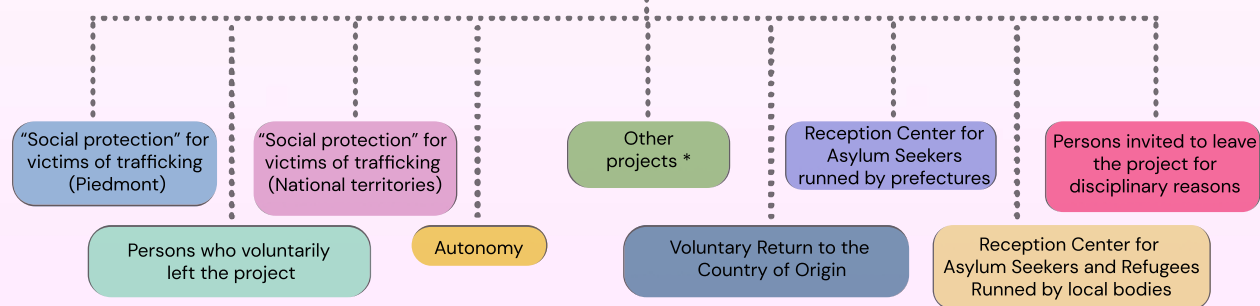 “Social protection” for
victims of trafficking
(Piedmont)
“Social protection” for
victims of trafficking
(National territories)
Other
projects *
Reception Center for
Asylum Seekers
runned by prefectures
Persons invited to leave
the project for
disciplinary reasons
Persons who voluntarily
left the project
Autonomy
Voluntary Return to the
Country of Origin
Reception Center for
Asylum Seekers and Refugees
Runned by local bodies